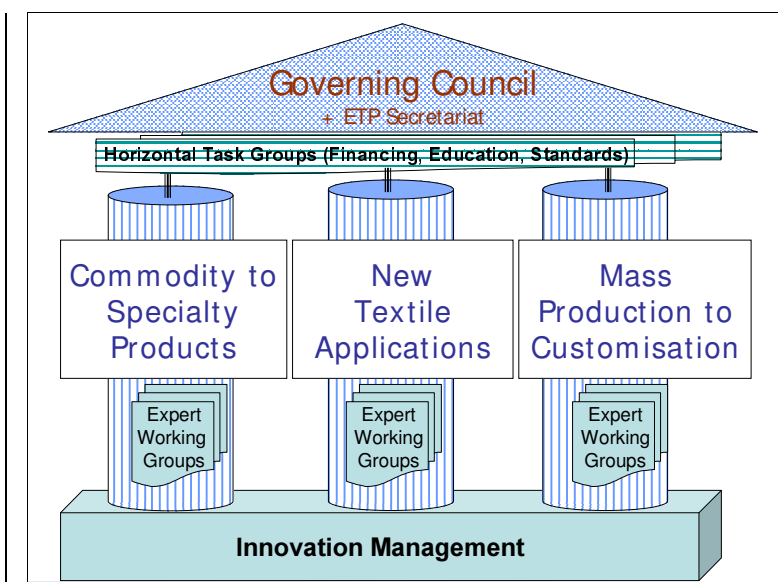 Governing Council
+ ETP Secretariat
Horizontal Task Groups (Financing, Education, Standards)
Commodity to
Specialty
Products
New
Textile
Applications
Mass
Production to
Customisation
Expert
Working
Groups
Expert
Working
Groups
Expert
Working
Groups
Innovation Management